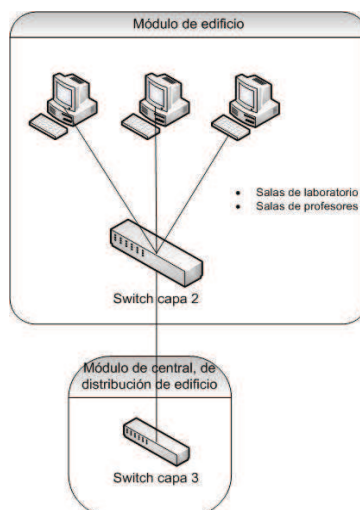 Módulo de edificio
• Salas de laboratorio
• Salas de profesores
Switch capa 2
Módulo de central, de
distribución de edificio
Switch capa 3